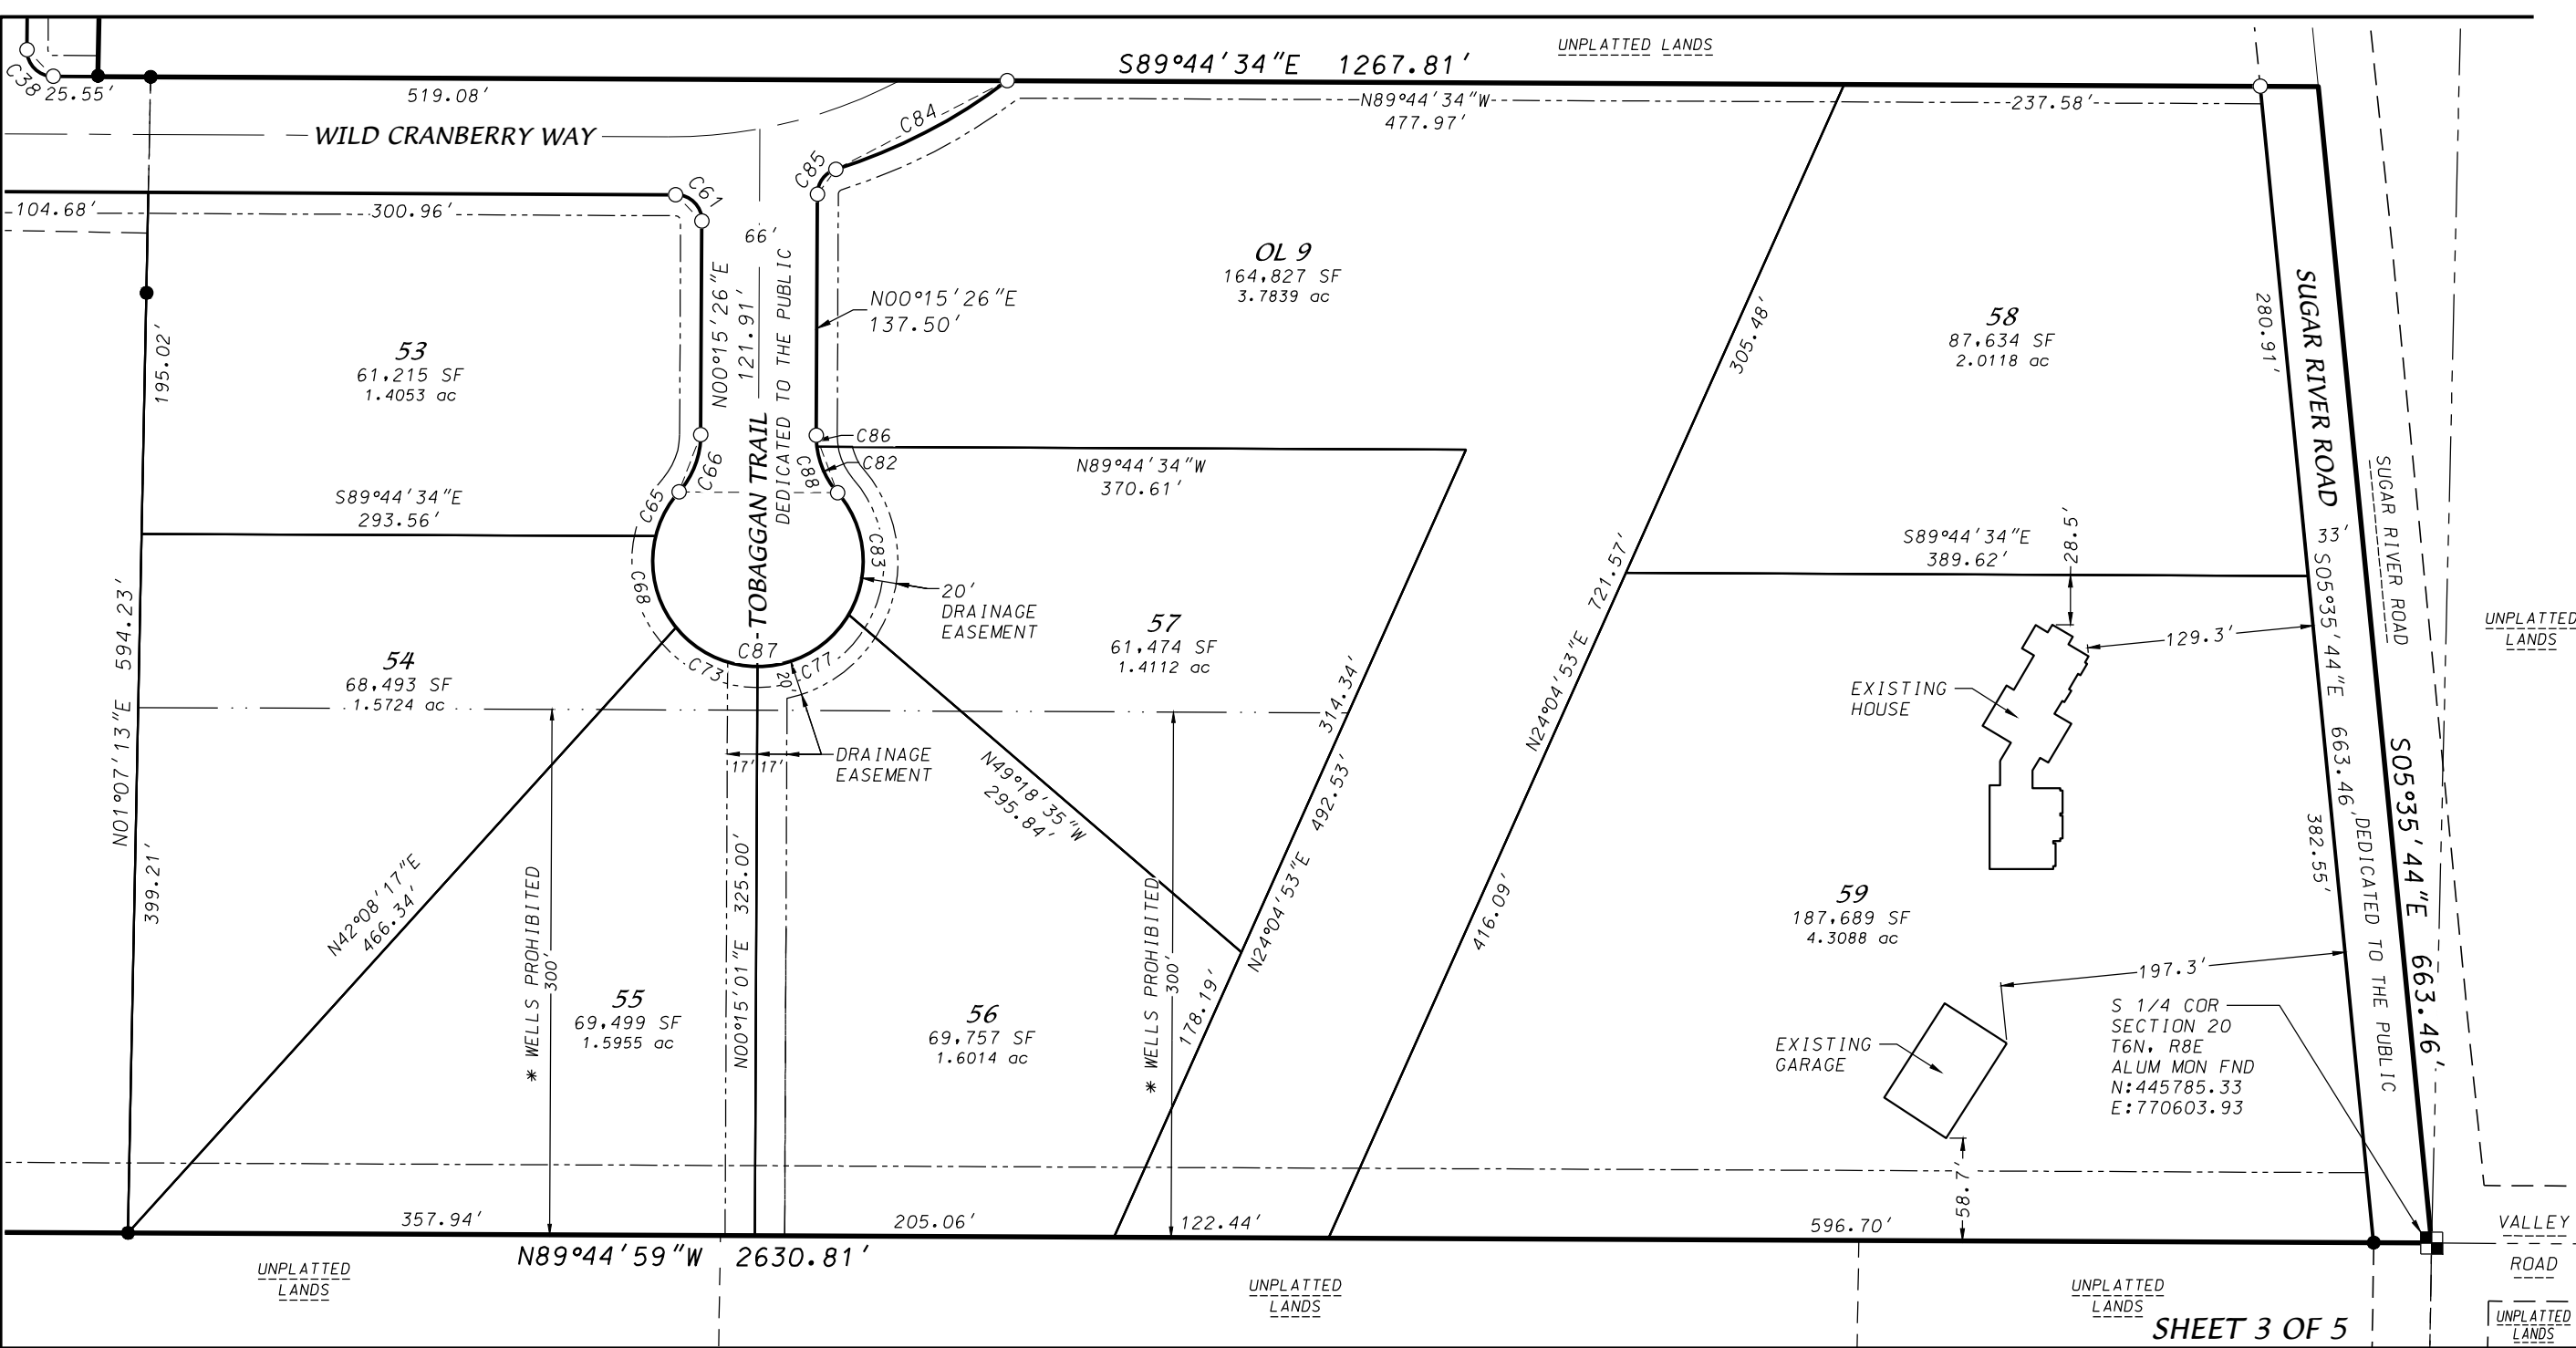 UNPLATTED LANDS
S89°44'34"E 1267.81'
C38
25.55'
519.08'
C84
N89°44'34"W
477.97'
237.58'
WILD CRANBERRY WAY
C85
C61
104.68'
300.96'
66'
N00°15'26"E
121.91'
DEDICATED TO THE PUBLIC
N00°15'26"E
137.50'
OL 9
164,827 SF
3.7839 ac
305.48'
58
87,634 SF
2.0118 ac
280.91'
SUGAR RIVER ROAD
53
61,215 SF
1.4053 ac
195.02'
TOBAGGAN TRAIL
C86
C82
C88
C66
C65
N89°44'34"W
370.61'
S89°44'34"E
293.56'
C83
C68
20'
DRAINAGE
EASEMENT
S89°44'34"E
389.62'
28.5'
33'
S05°35'44"E 663.46'
SUGAR RIVER ROAD
721.57'
N24°04'53"E
N01°07'13"E 594.23'
54
68,493 SF
1.5724 ac
57
61,474 SF
1.4112 ac
C87
C73
C77
20'
314.34'
129.3'
EXISTING
HOUSE
UNPLATTED
LANDS
17' 17'
DRAINAGE
EASEMENT
N49°18'35"W
295.84'
492.53'
N24°04'53"E
399.21'
N42°08'17"E
466.34'
* WELLS PROHIBITED
300'
N00°15'01"E 325.00'
* WELLS PROHIBITED
300'
178.19'
416.09'
59
187,689 SF
4.3088 ac
382.55'
DEDICATED TO THE PUBLIC
S05°35'44"E 663.46'
55
69,499 SF
1.5955 ac
56
69,757 SF
1.6014 ac
197.3'
EXISTING
GARAGE
S 1/4 COR
SECTION 20
T6N, R8E
ALUM MON FND
N:445785.33
E:770603.93
58.7'
357.94'
205.06'
122.44'
596.70'
N89°44'59"W 2630.81'
VALLEY
ROAD
UNPLATTED
LANDS
UNPLATTED
LANDS
UNPLATTED
LANDS
UNPLATTED
LANDS
SHEET 3 OF 5